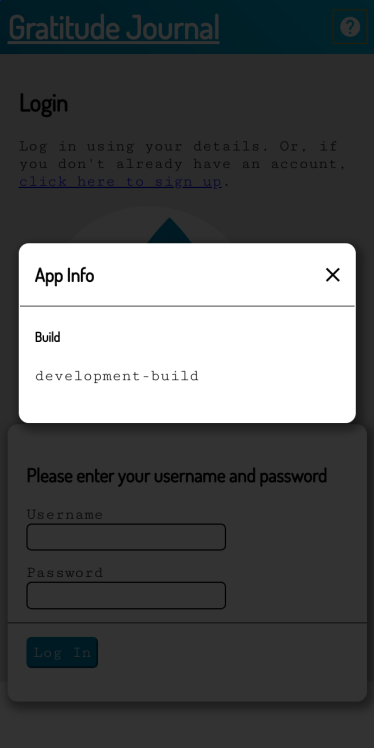 Gratitude Journal
Login
Log in using your details. Or, if
you don't already have an account,
click here to sign up.
App Info
Build
development-build
Please enter your username and password
Username
Password
Log In